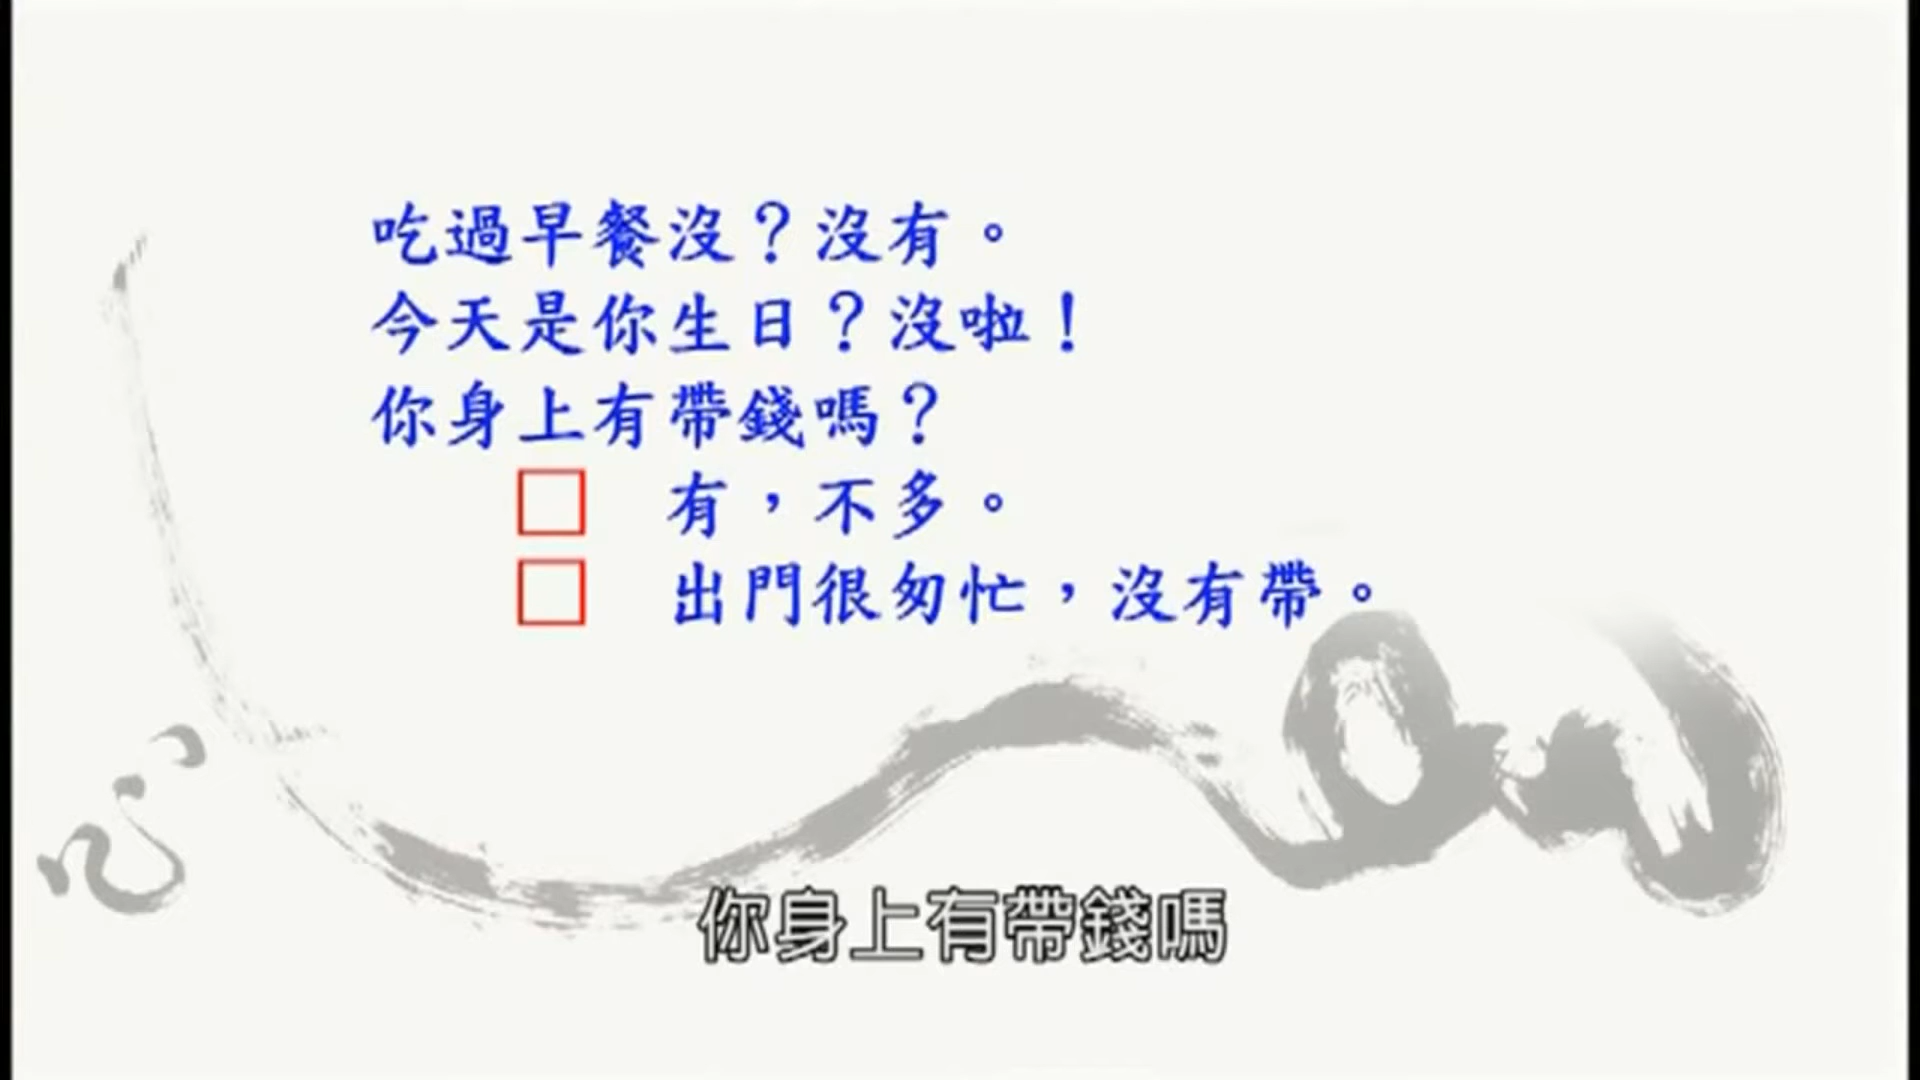 吃過早餐沒？沒有。
今天是你生日？沒啦！
你身上有帶錢嗎？
□ 有，不多。
□ 出門很匆忙，沒有帶。
你身上有帶錢嗎